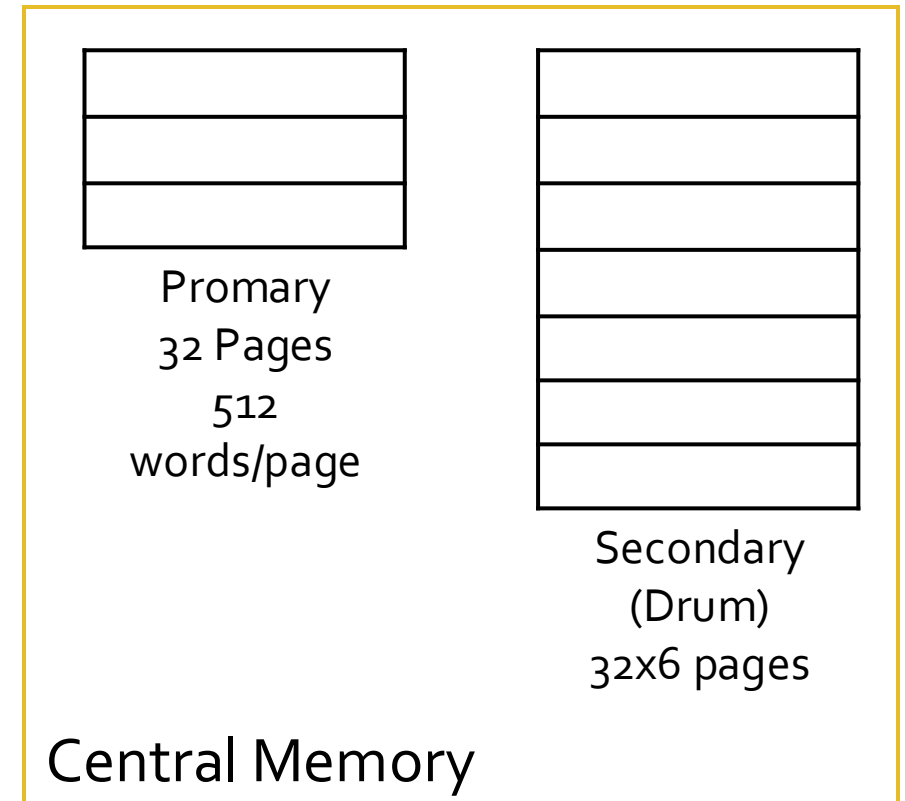 Promary
32 Pages
512
words/page
Secondary
(Drum)
32x6 pages
Central Memory